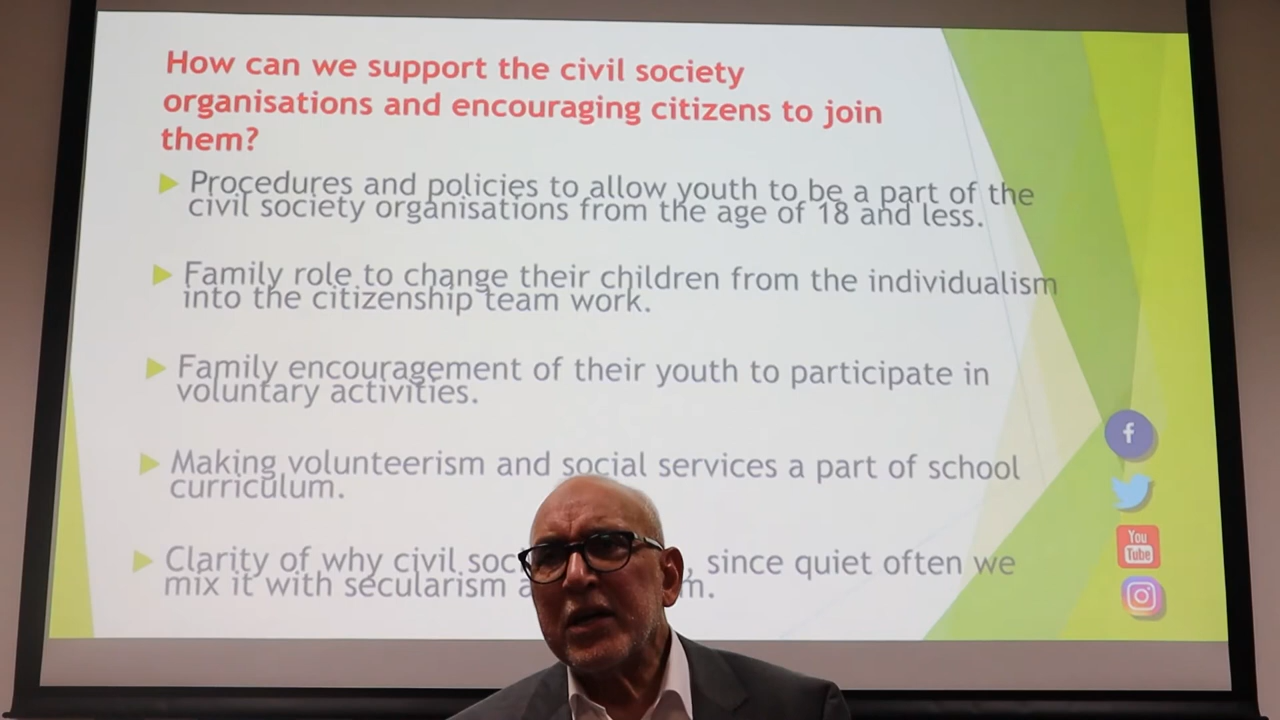 How can we support the civil society
organisations and encouraging citizens to join
them?
Procedures and policies to allow youth to be a part of the
civil society organisations from the age of 18 and less.
Family role to change their children from the individualism
into the citizenship team work.
Family encouragement of their youth to participate in
voluntary activities.
Making volunteerism and social services a part of school
curriculum.
Clarity of why civil , since quiet often we
mix it with secularism
f
You
Tube